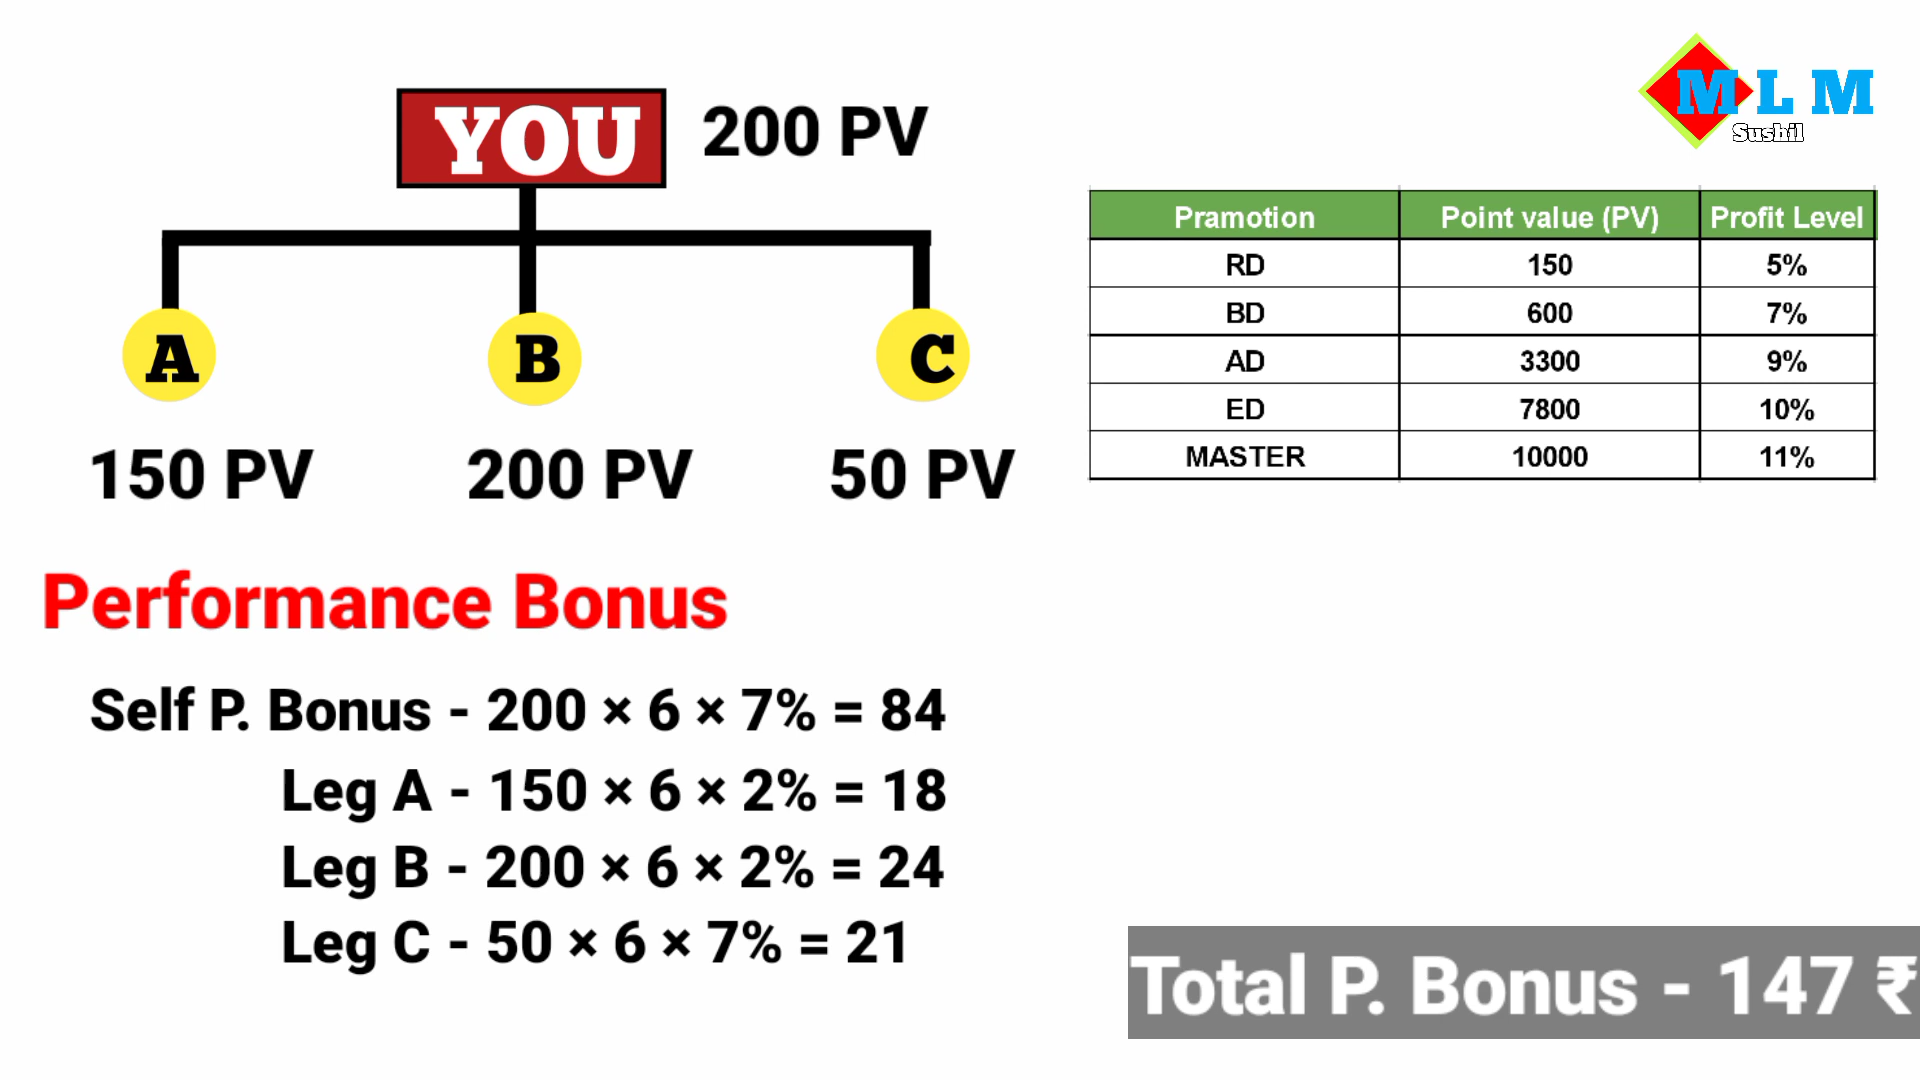 M L M
Sushil
YOU 200 PV
A B C
150 PV 200 PV 50 PV
Pramotion Point value (PV) Profit Level
RD 150 5%
BD 600 7%
AD 3300 9%
ED 7800 10%
MASTER 10000 11%
Performance Bonus
Self P. Bonus - 200 × 6 × 7% = 84
Leg A - 150 × 6 × 2% = 18
Leg B - 200 × 6 × 2% = 24
Leg C - 50 × 6 × 7% = 21
Total P. Bonus - 147 ₹